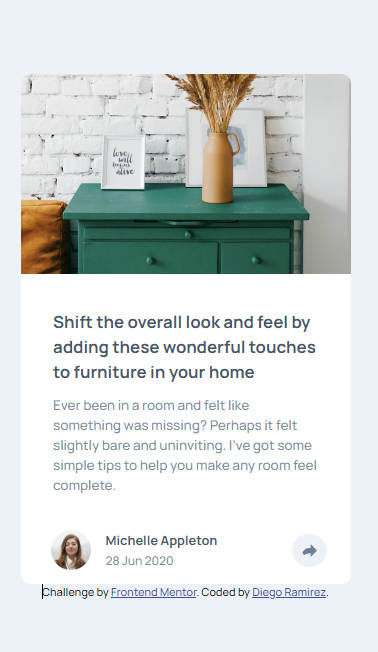 love
will
begins
alive
Shift the overall look and feel by
adding these wonderful touches
to furniture in your home
Ever been in a room and felt like
something was missing? Perhaps it felt
slightly bare and uninviting. I've got some
simple tips to help you make any room feel
complete.
Michelle Appleton
28 Jun 2020
Challenge by Frontend Mentor. Coded by Diego Ramirez.